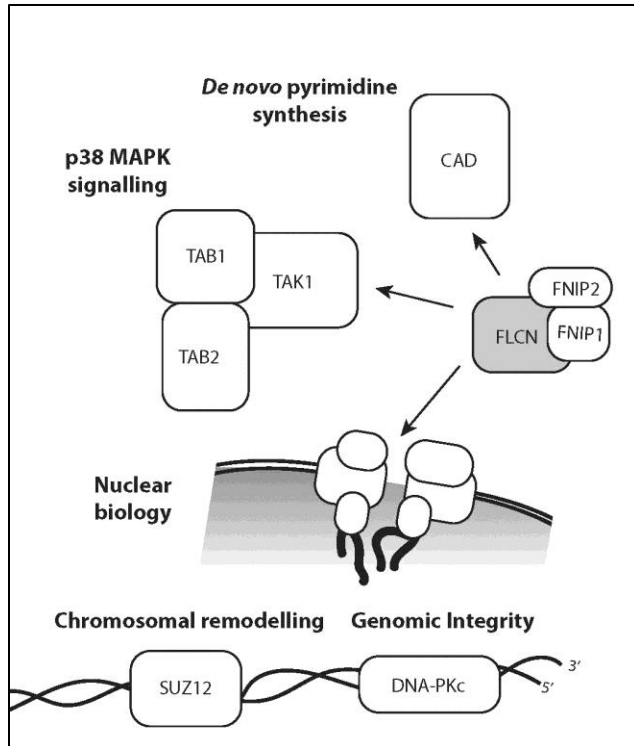 De novo pyrimidine
synthesis
CAD
p38 MAPK
signalling
TAB1
TAK1
TAB2
FNIP2
FLCN
FNIP1
Nuclear
biology
Chromosomal remodelling
Genomic Integrity
SUZ12
DNA-PKc
3'
5'